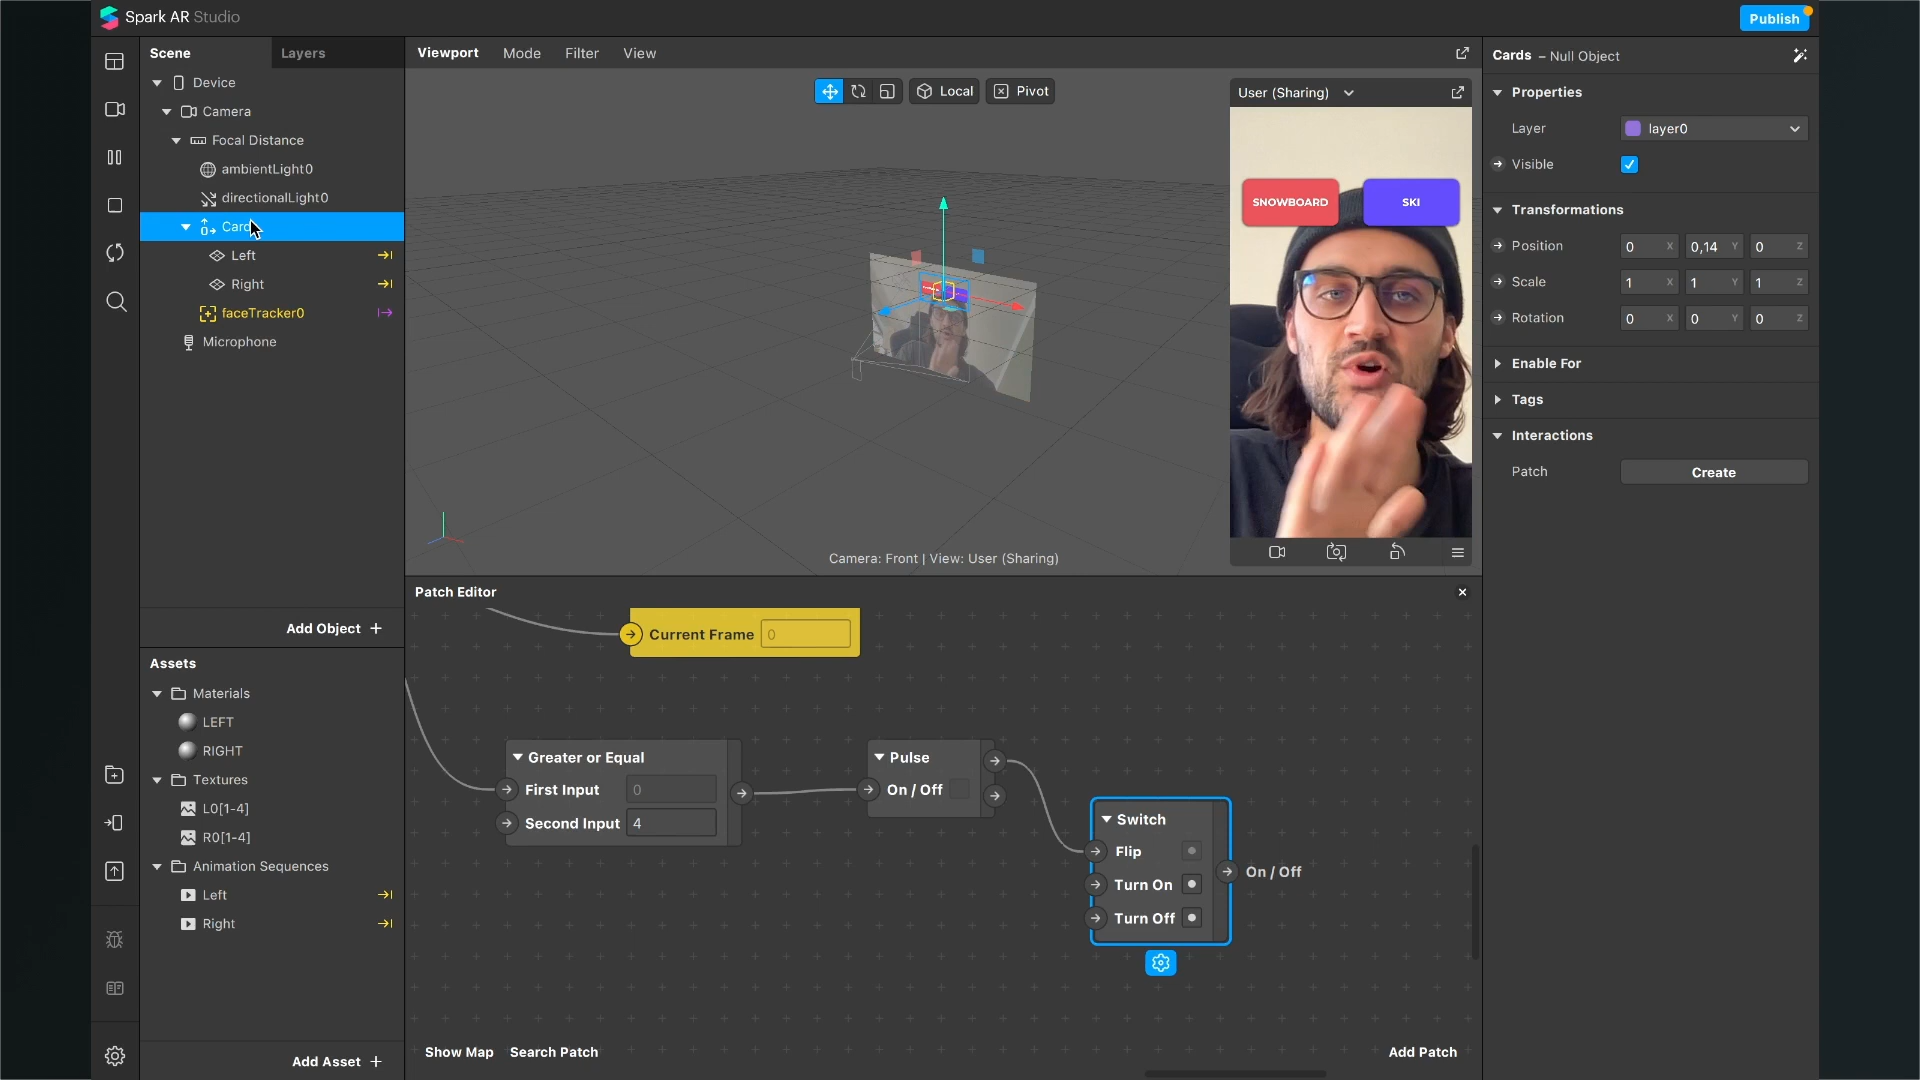 Spark AR Studio
Publish
Scene
Layers
Device
Camera
Focal Distance
ambientLight0
directionalLight0
Left
Right
faceTracker0
Microphone
Add Object +
Assets
Materials
LEFT
RIGHT
Textures
L0[1-4]
R0[1-4]
Animation Sequences
Left
Right
Add Asset +
Viewport
Mode
Filter
View
Local
Pivot
User (Sharing)
SNOWBOARD
SKI
Camera: Front | View: User (Sharing)
Patch Editor
Current Frame 0
Greater or Equal
First Input 0
Second Input 4
Pulse
On / Off
Switch
Flip
Turn On
Turn Off
On / Off
Show Map
Search Patch
Add Patch
Cards – Null Object
Properties
Layer layer0
Visible
Transformations
Position 0 X 0,14 Y 0 Z
Scale 1 X 1 Y 1 Z
Rotation 0 X 0 Y 0 Z
Enable For
Tags
Interactions
Patch Create